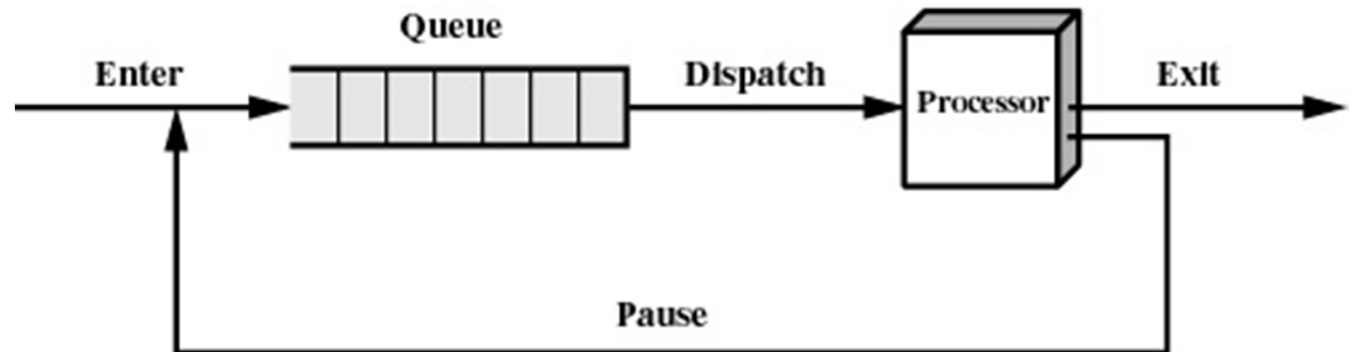 Queue
Enter
Dispatch
Processor
Exit
Pause